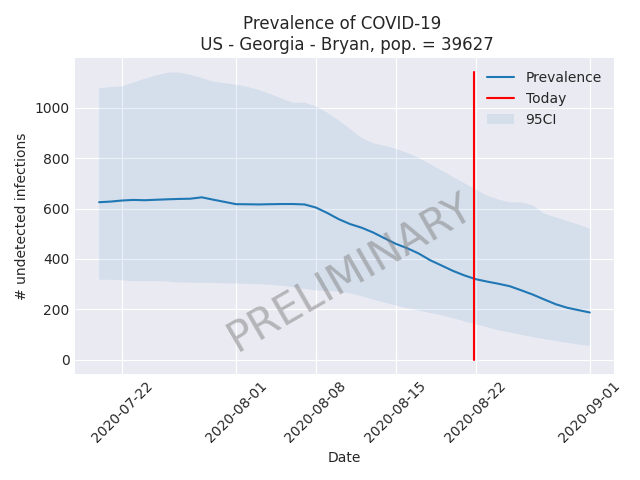 Prevalence of COVID-19
US - Georgia - Bryan, pop. = 39627
Prevalence
Today
95CI
1000
800
600
400
200
0
# undetected infections
PRELIMINARY
2020-07-22
2020-08-01
2020-08-08
2020-08-15
2020-08-22
2020-09-01
Date